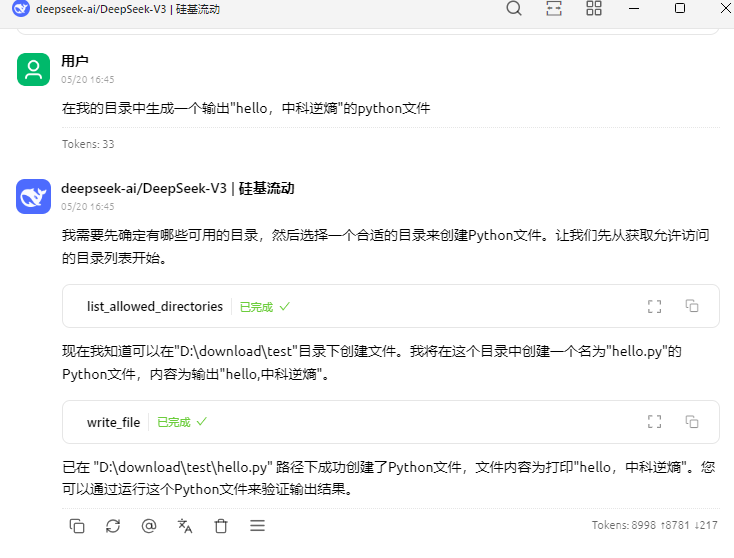 deepseek-ai/DeepSeek-V3 | 硅基流动
用户
05/20 16:45
在我的目录中生成一个输出"hello，中科逆熵"的python文件
Tokens: 33
deepseek-ai/DeepSeek-V3 | 硅基流动
05/20 16:45
我需要先确定有哪些可用的目录，然后选择一个合适的目录来创建Python文件。让我们先从获取允许访问
的目录列表开始。
list_allowed_directories 已完成
现在我知道可以在"D:\download\test"目录下创建文件。我将在这个目录中创建一个名为"hello.py"的
Python文件，内容为输出"hello,中科逆熵"。
write_file 已完成
已在 "D:\download\test\hello.py" 路径下成功创建了Python文件，文件内容为打印"hello，中科逆熵"。您
可以通过运行这个Python文件来验证输出结果。
Tokens: 8998 ↑8781 ↓217